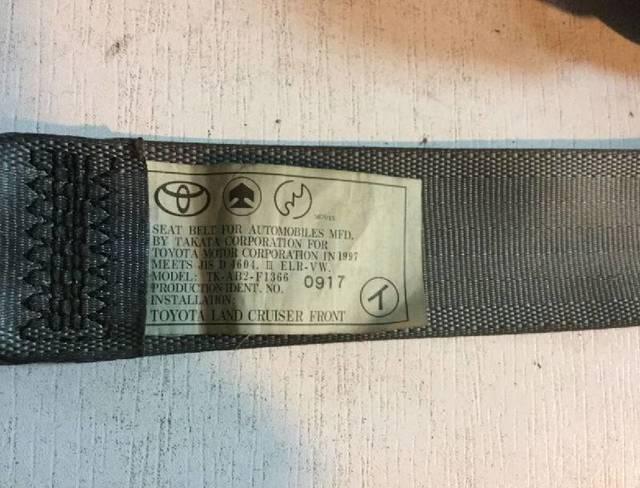 SEAT BELT FOR AUTOMOBILES MFD.
BY TAKATA CORPORATION FOR
TOYOTA MOTOR CORPORATION IN 1997
MEETS JIS D 4604. III ELR-VW.
MODEL: TK-AB2-F1366
PRODUCTION IDENT. NO. 0917
INSTALLATION:
イ
TOYOTA LAND CRUISER FRONT